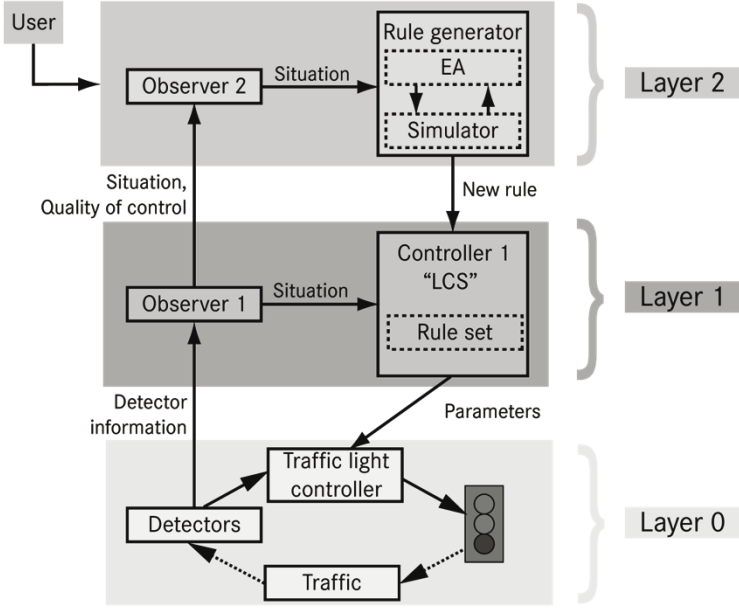 User
Rule generator
EA
Simulator
Observer 2
Situation
Layer 2
Situation,
Quality of control
New rule
Controller 1
“LCS”
Rule set
Observer 1
Situation
Layer 1
Detector
information
Parameters
Traffic light
controller
Detectors
Traffic
Layer 0